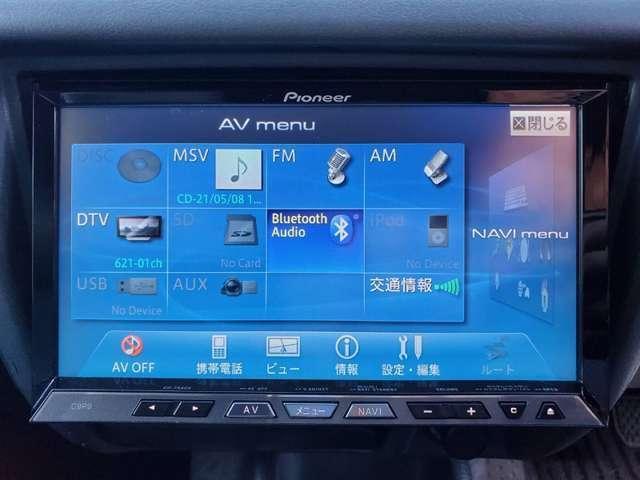 Pioneer
AV menu
閉じる
DISC
MSV
CD-21/05/08 1...
FM
AM
DTV
621-01ch
SD
No Card
Bluetooth
Audio
iPod
No Device
NAVI menu
USB
No Device
AUX
交通情報
AV OFF
携帯電話
ビュー
情報
設定・編集
ルート
C9P9
AV
メニュー
NAVI